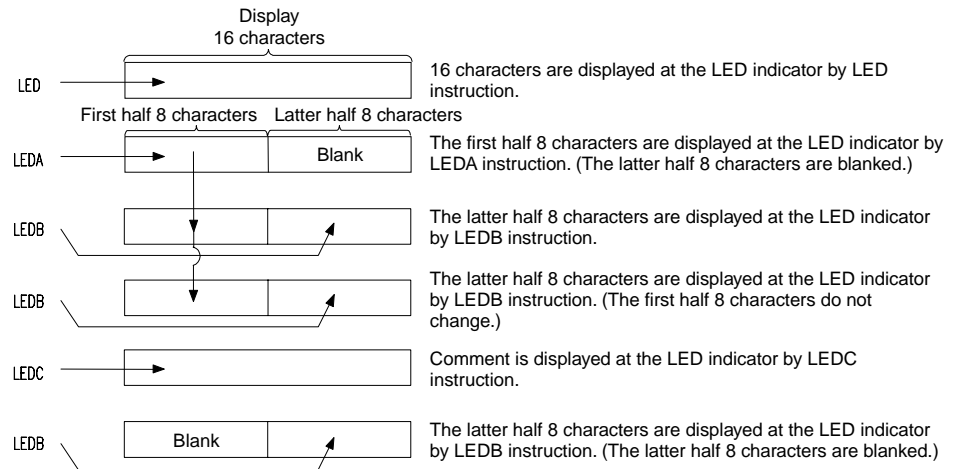 Display
16 characters
LED
16 characters are displayed at the LED indicator by LED
instruction.
First half 8 characters
Latter half 8 characters
LEDA
Blank
The first half 8 characters are displayed at the LED indicator by
LEDA instruction. (The latter half 8 characters are blanked.)
LEDB
The latter half 8 characters are displayed at the LED indicator
by LEDB instruction.
LEDB
The latter half 8 characters are displayed at the LED indicator
by LEDB instruction. (The first half 8 characters do not
change.)
LEDC
Comment is displayed at the LED indicator by LEDC
instruction.
LEDB
Blank
The latter half 8 characters are displayed at the LED indicator
by LEDB instruction. (The latter half 8 characters are blanked.)